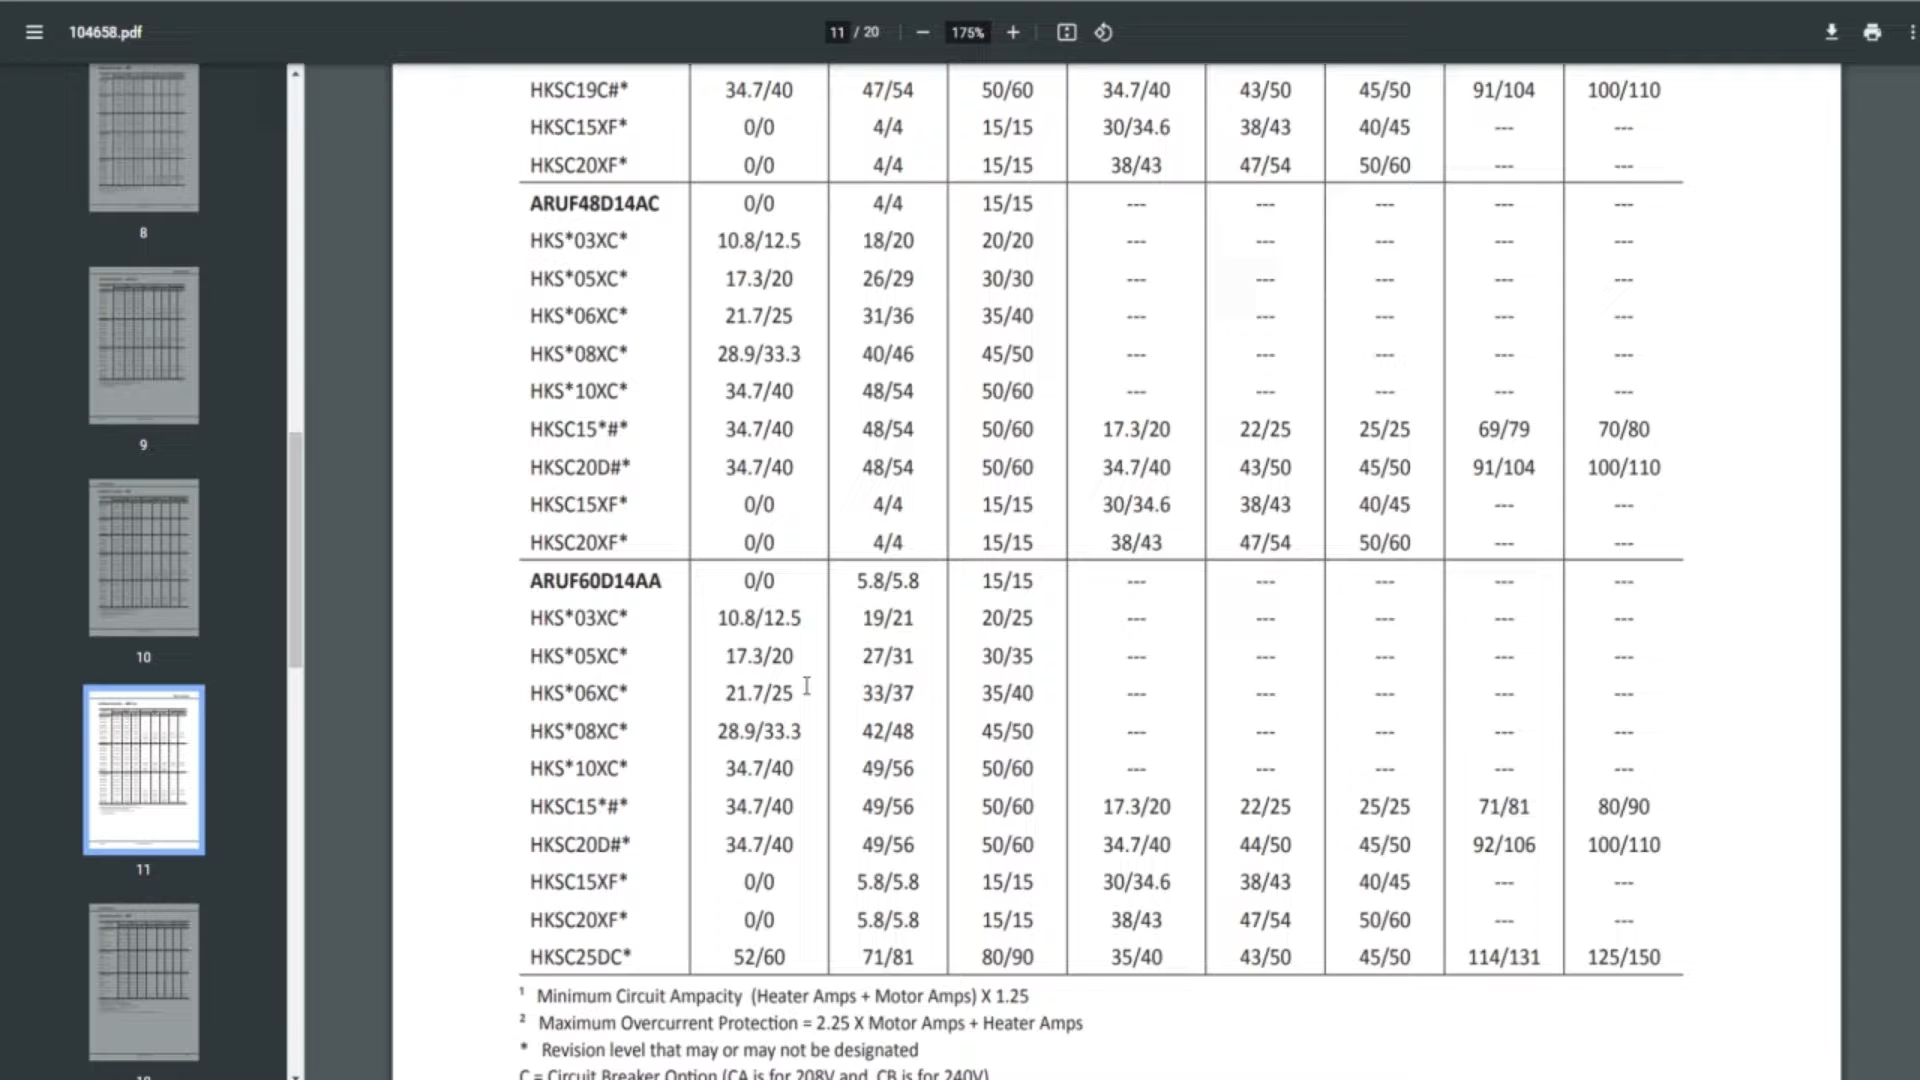 104658.pdf
11 / 20
175%
HKSC19C#* 34.7/40 47/54 50/60 34.7/40 43/50 45/50 91/104 100/110
HKSC15XF* 0/0 4/4 15/15 30/34.6 38/43 40/45 --- ---
HKSC20XF* 0/0 4/4 15/15 38/43 47/54 50/60 --- ---
ARUF48D14AC 0/0 4/4 15/15 --- --- --- --- ---
HKS*03XC* 10.8/12.5 18/20 20/20 --- --- --- --- ---
HKS*05XC* 17.3/20 26/29 30/30 --- --- --- --- ---
HKS*06XC* 21.7/25 31/36 35/40 --- --- --- --- ---
HKS*08XC* 28.9/33.3 40/46 45/50 --- --- --- --- ---
HKS*10XC* 34.7/40 48/54 50/60 --- --- --- --- ---
HKSC15*#* 34.7/40 48/54 50/60 17.3/20 22/25 25/25 69/79 70/80
HKSC20D#* 34.7/40 48/54 50/60 34.7/40 43/50 45/50 91/104 100/110
HKSC15XF* 0/0 4/4 15/15 30/34.6 38/43 40/45 --- ---
HKSC20XF* 0/0 4/4 15/15 38/43 47/54 50/60 --- ---
ARUF60D14AA 0/0 5.8/5.8 15/15 --- --- --- --- ---
HKS*03XC* 10.8/12.5 19/21 20/25 --- --- --- --- ---
HKS*05XC* 17.3/20 27/31 30/35 --- --- --- --- ---
HKS*06XC* 21.7/25 33/37 35/40 --- --- --- --- ---
HKS*08XC* 28.9/33.3 42/48 45/50 --- --- --- --- ---
HKS*10XC* 34.7/40 49/56 50/60 --- --- --- --- ---
HKSC15*#* 34.7/40 49/56 50/60 17.3/20 22/25 25/25 71/81 80/90
HKSC20D#* 34.7/40 49/56 50/60 34.7/40 44/50 45/50 92/106 100/110
HKSC15XF* 0/0 5.8/5.8 15/15 30/34.6 38/43 40/45 --- ---
HKSC20XF* 0/0 5.8/5.8 15/15 38/43 47/54 50/60 --- ---
HKSC25DC* 52/60 71/81 80/90 35/40 43/50 45/50 114/131 125/150
1 Minimum Circuit Ampacity (Heater Amps + Motor Amps) X 1.25
2 Maximum Overcurrent Protection = 2.25 X Motor Amps + Heater Amps
* Revision level that may or may not be designated
C = Circuit Breaker Option (CA is for 208V and CB is for 240V)
8
9
10
11